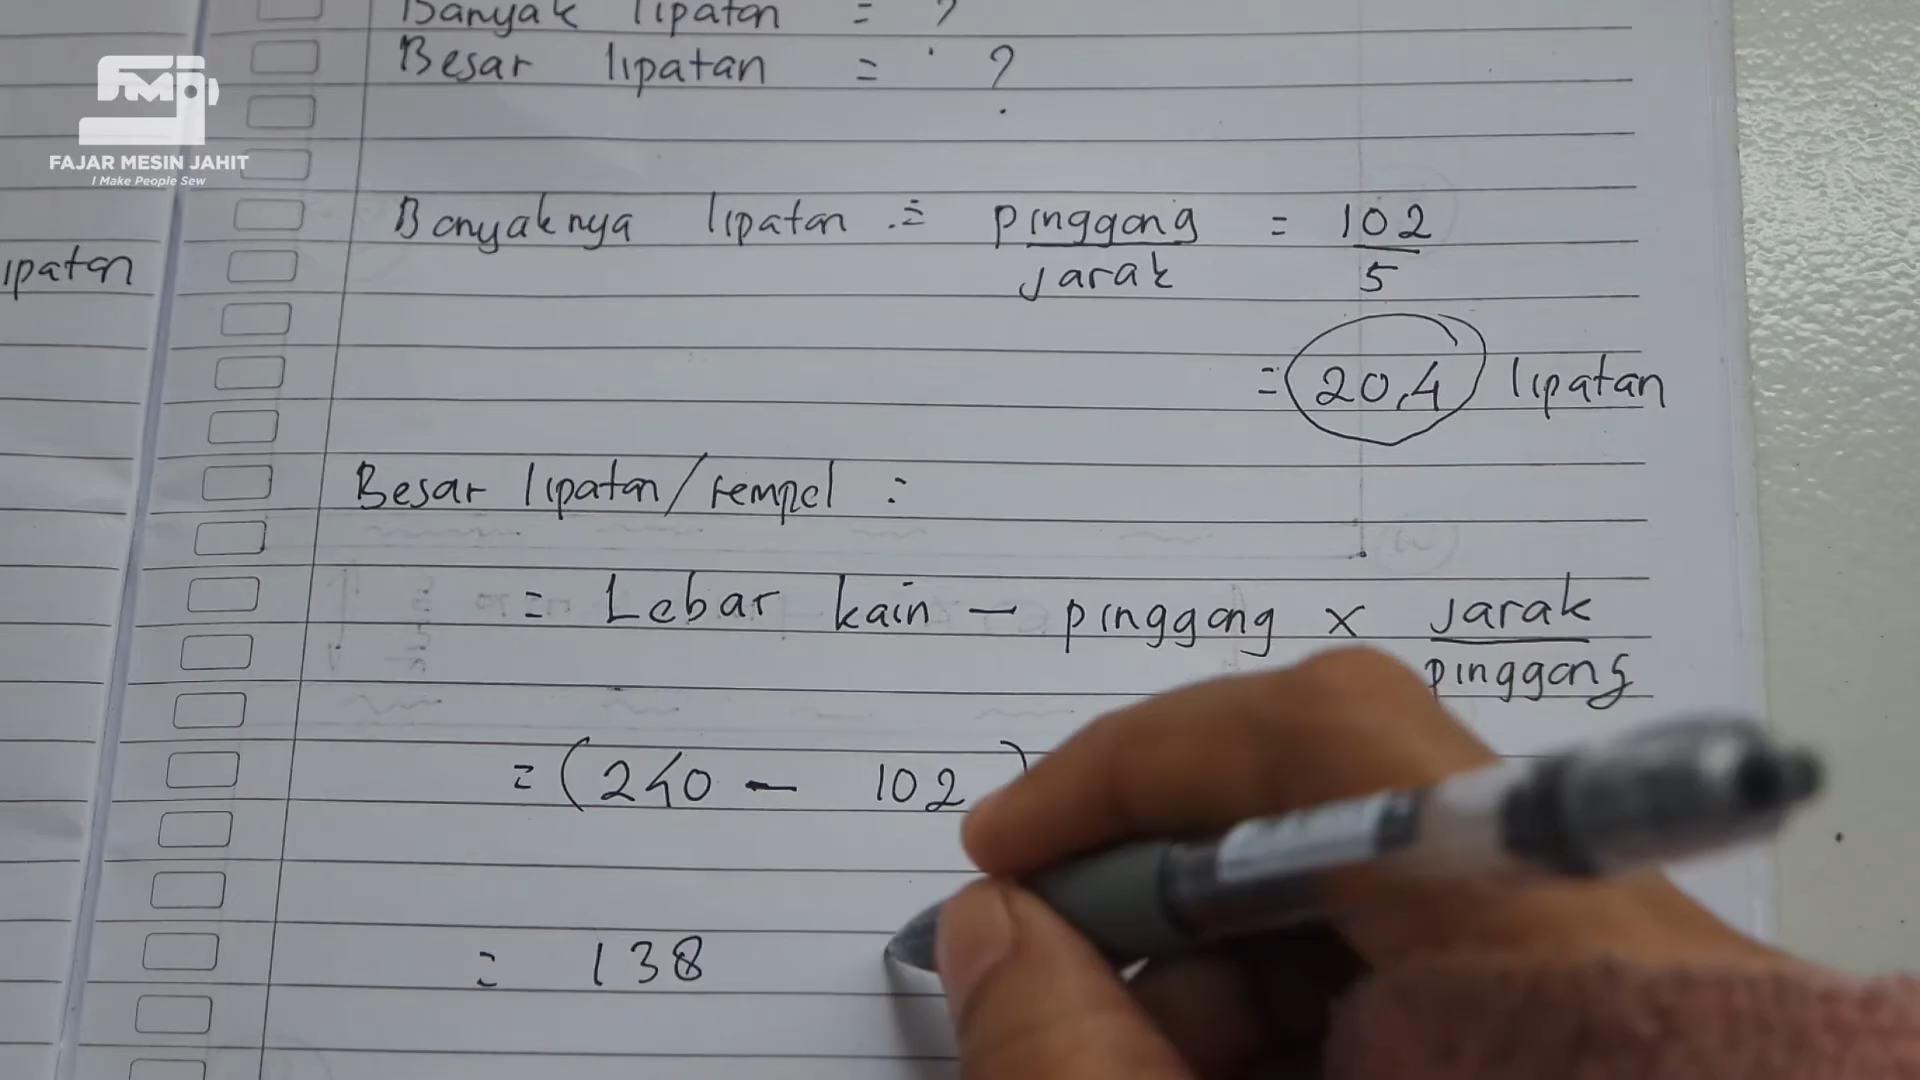 Banyak lipatan = ?
Besar lipatan = ?
FAJAR MESIN JAHIT
I Make People Sew
Banyaknya lipatan := pinggang / jarak = 102 / 5
= 20,4 lipatan
ipatan
Besar lipatan/rempel :
= Lebar kain - pinggang x jarak / pinggang
= (240 - 102)
= 138